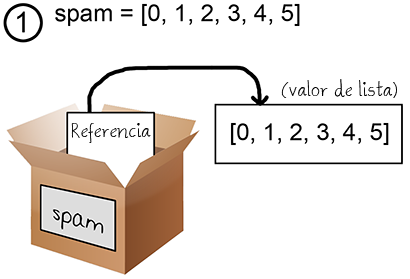 1 spam = [0, 1, 2, 3, 4, 5]
(valor de lista)
Referencia
[0, 1, 2, 3, 4, 5]
spam